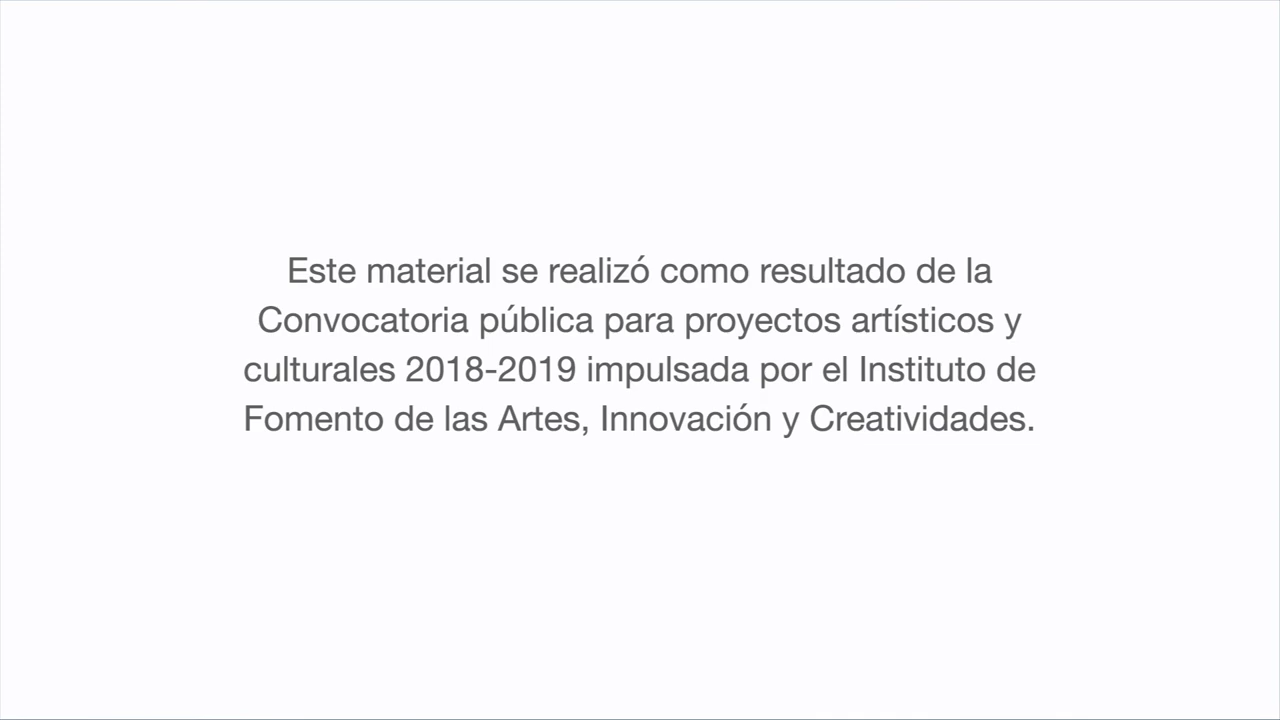 Este material se realizó como resultado de la
Convocatoria pública para proyectos artísticos y
culturales 2018-2019 impulsada por el Instituto de
Fomento de las Artes, Innovación y Creatividades.